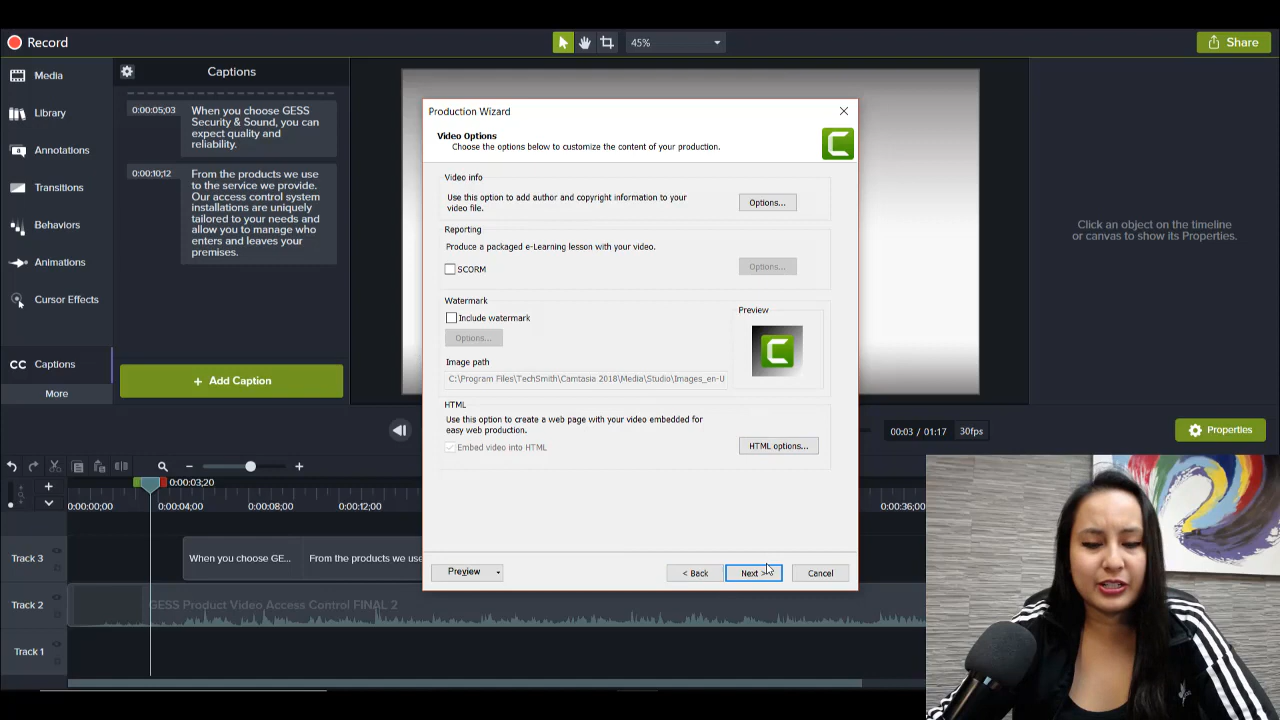 Record
45%
Share
Media
Library
Annotations
Transitions
Behaviors
Animations
Cursor Effects
CC Captions
More
Captions
0:00:05;03
When you choose GESS
Security & Sound, you can
expect quality and
reliability.
0:00:10;12
From the products we use
to the service we provide.
Our access control system
installations are uniquely
tailored to your needs and
allow you to manage who
enters and leaves your
premises.
+ Add Caption
Production Wizard
Video Options
Choose the options below to customize the content of your production.
Video info
Use this option to add author and copyright information to your
video file.
Options...
Reporting
Produce a packaged e-Learning lesson with your video.
SCORM
Options...
Watermark
Include watermark
Options...
Preview
Image path
C:\Program Files\TechSmith\Camtasia 2018\Media\Studio\Images_en-U
HTML
Use this option to create a web page with your video embedded for
easy web production.
Embed video into HTML
HTML options...
Preview
< Back
Next >
Cancel
Click an object on the timeline
or canvas to show its Properties.
00:03 / 01:17
30fps
Properties
0:00:03;20
0:00:00;00
0:00:04;00
0:00:08;00
0:00:12;00
0:00:36;00
Track 3
When you choose GE...
From the products we use
Track 2
GESS Product Video Access Control FINAL 2
Track 1